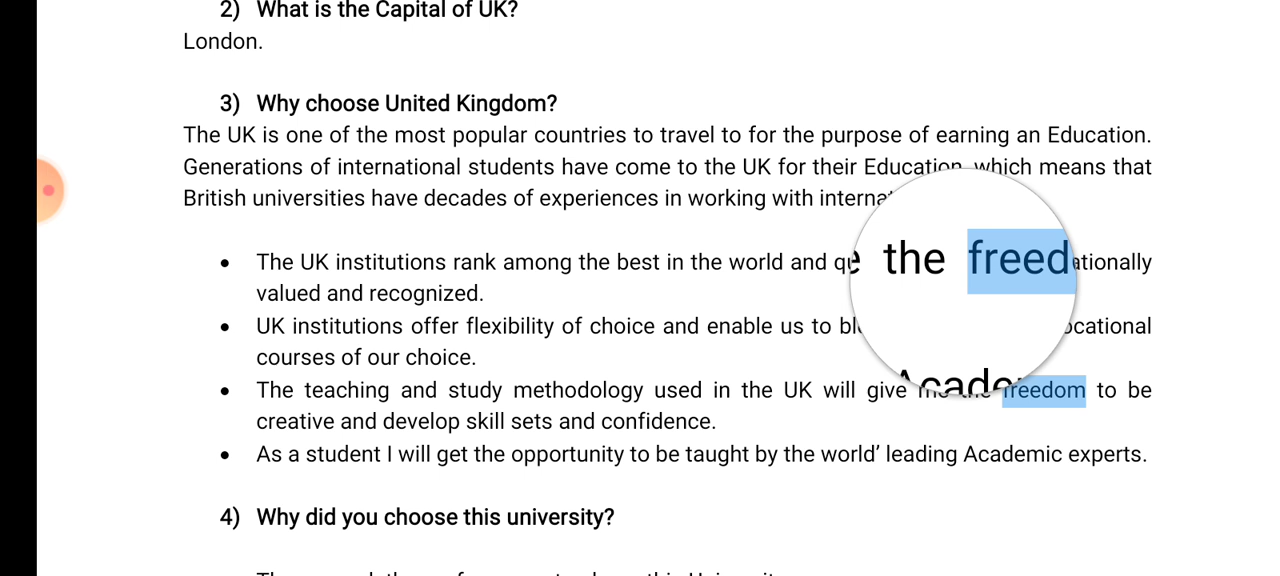 2) What is the Capital of UK?
London.
3) Why choose United Kingdom?
The UK is one of the most popular countries to travel to for the purpose of earning an Education.
Generations of international students have come to the UK for their Education, which means that
British universities have decades of experiences in working with
the freed
The UK institutions rank among the best in the world and
valued and recognized.
UK institutions offer flexibility of choice and enable us to
courses of our choice.
The teaching and study methodology used in the UK will give me the freedom to be
creative and develop skill sets and confidence.
As a student I will get the opportunity to be taught by the world' leading Academic experts.
4) Why did you choose this university?